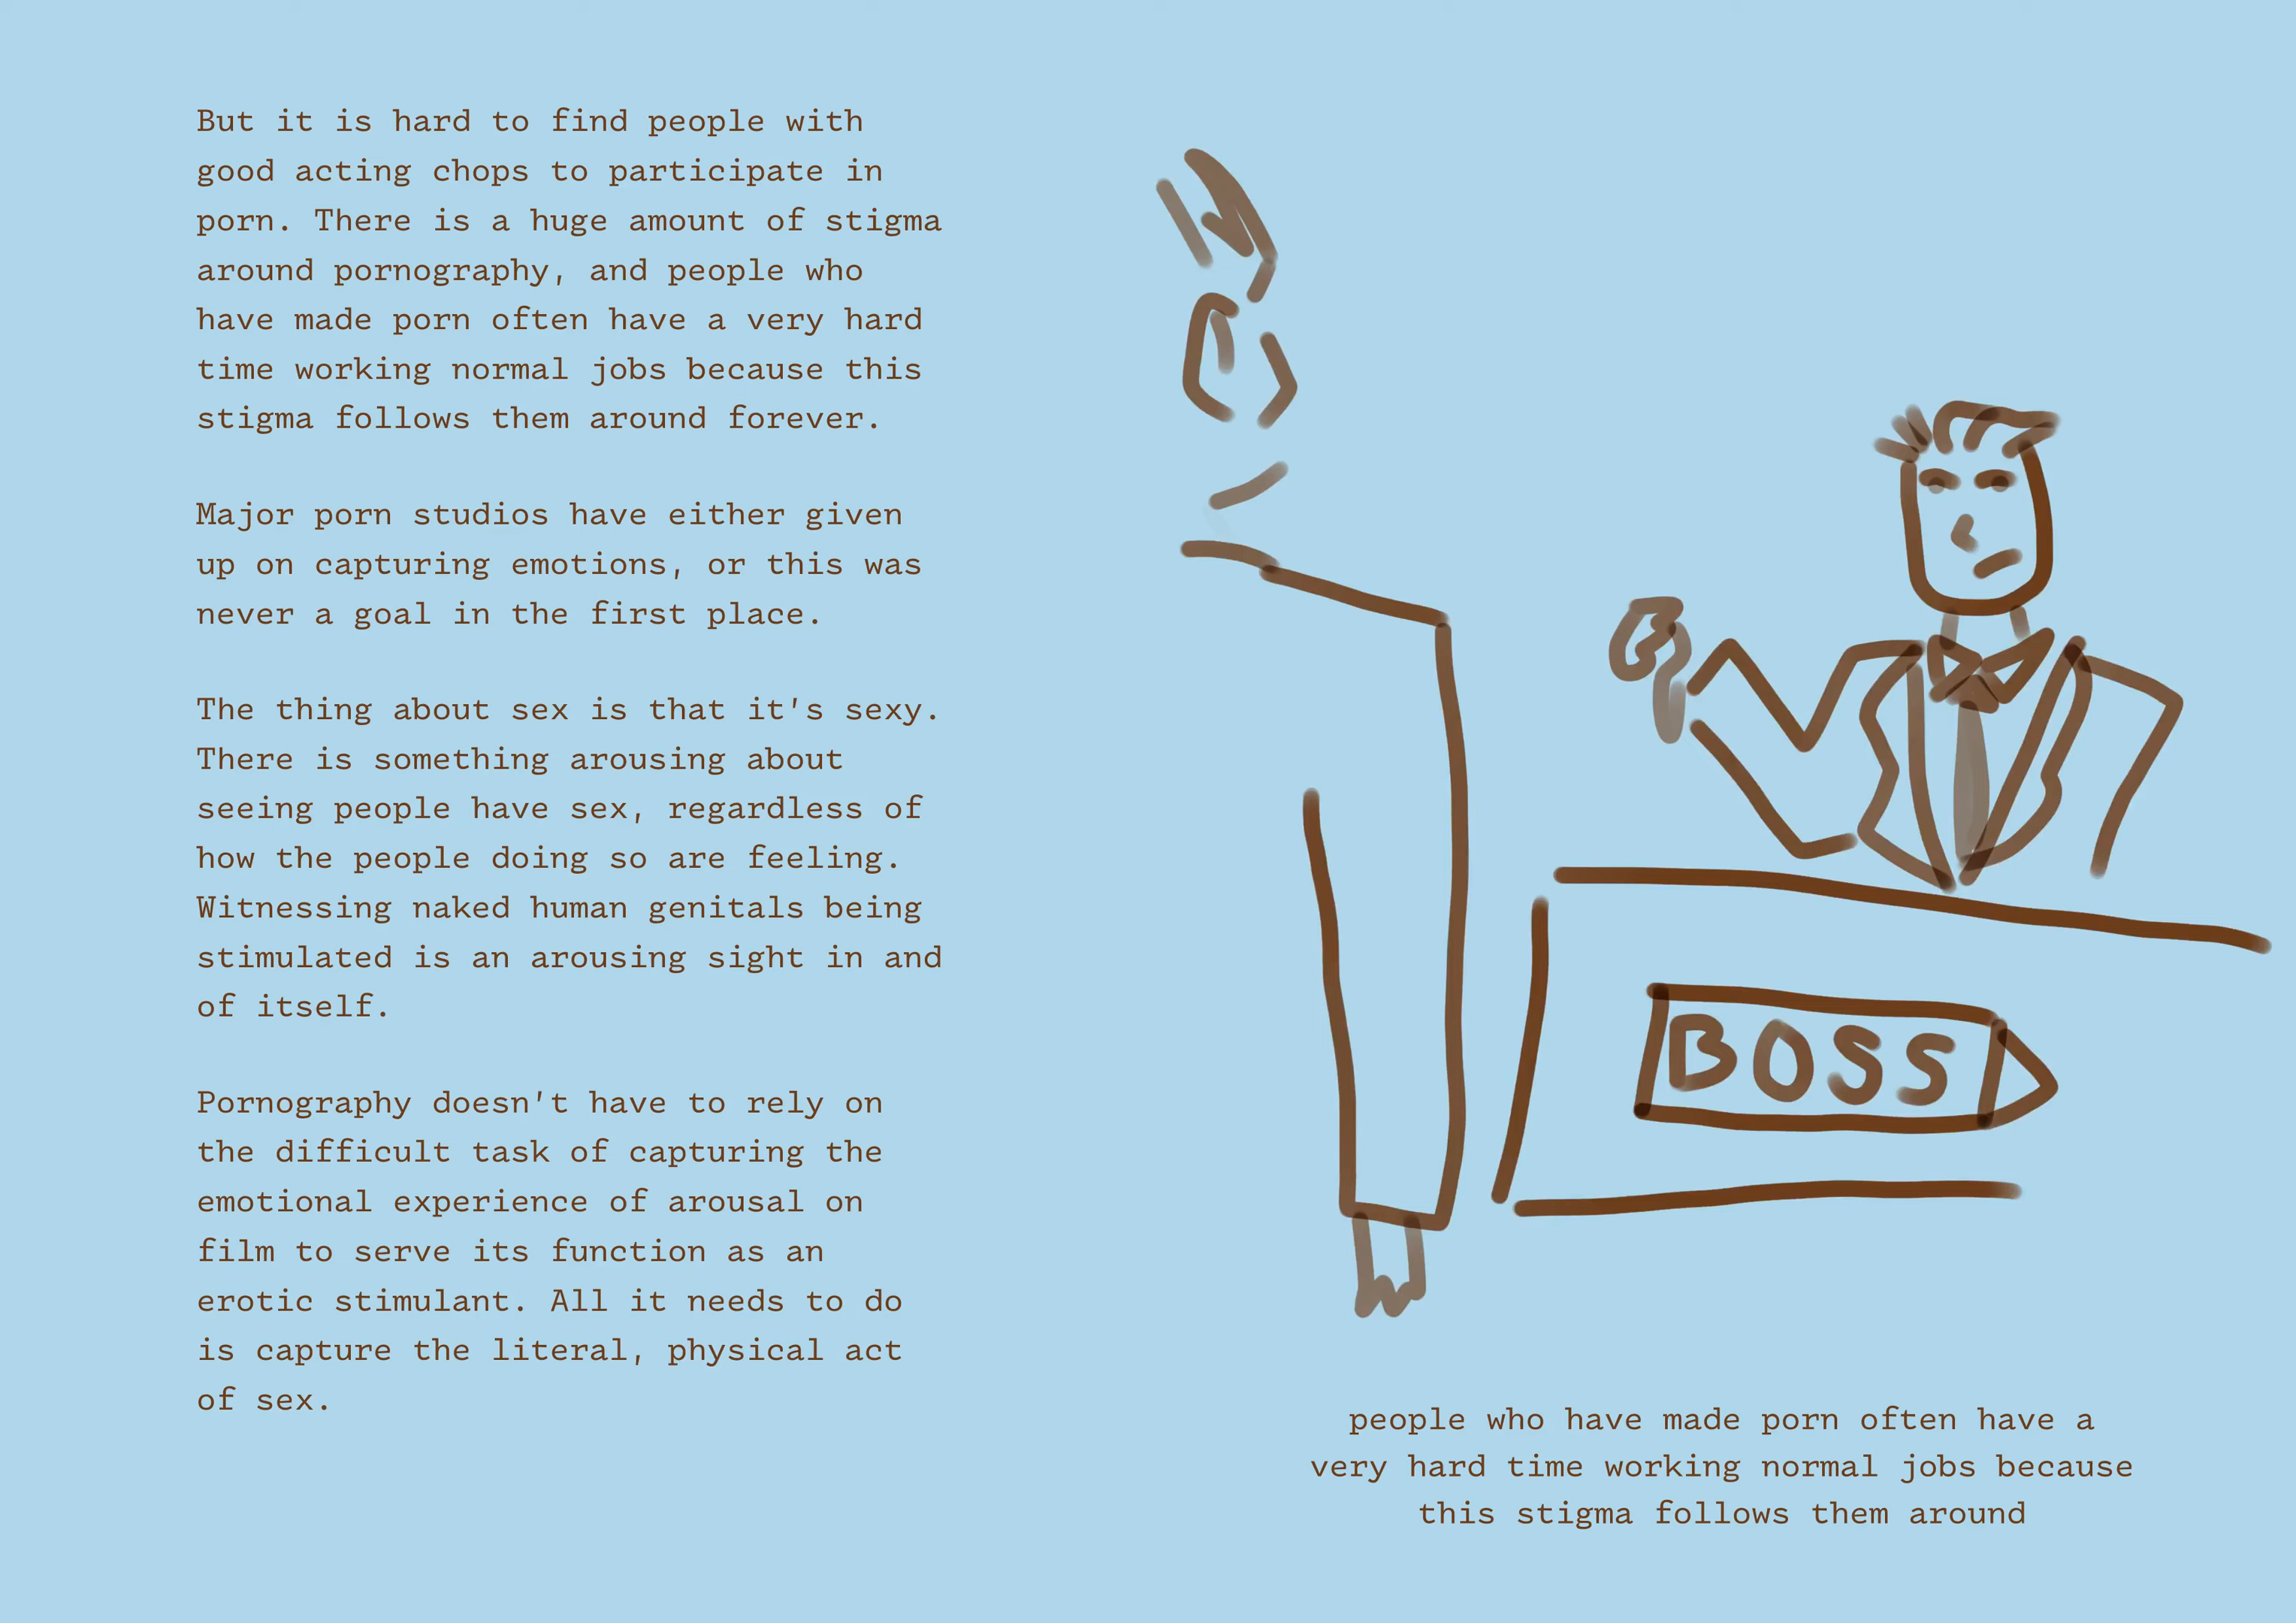 But it is hard to find people with
good acting chops to participate in
porn. There is a huge amount of stigma
around pornography, and people who
have made porn often have a very hard
time working normal jobs because this
stigma follows them around forever.
Major porn studios have either given
up on capturing emotions, or this was
never a goal in the first place.
The thing about sex is that it's sexy.
There is something arousing about
seeing people have sex, regardless of
how the people doing so are feeling.
Witnessing naked human genitals being
stimulated is an arousing sight in and
of itself.
Pornography doesn't have to rely on
the difficult task of capturing the
emotional experience of arousal on
film to serve its function as an
erotic stimulant. All it needs to do
is capture the literal, physical act
of sex.
BOSS
people who have made porn often have a
very hard time working normal jobs because
this stigma follows them around